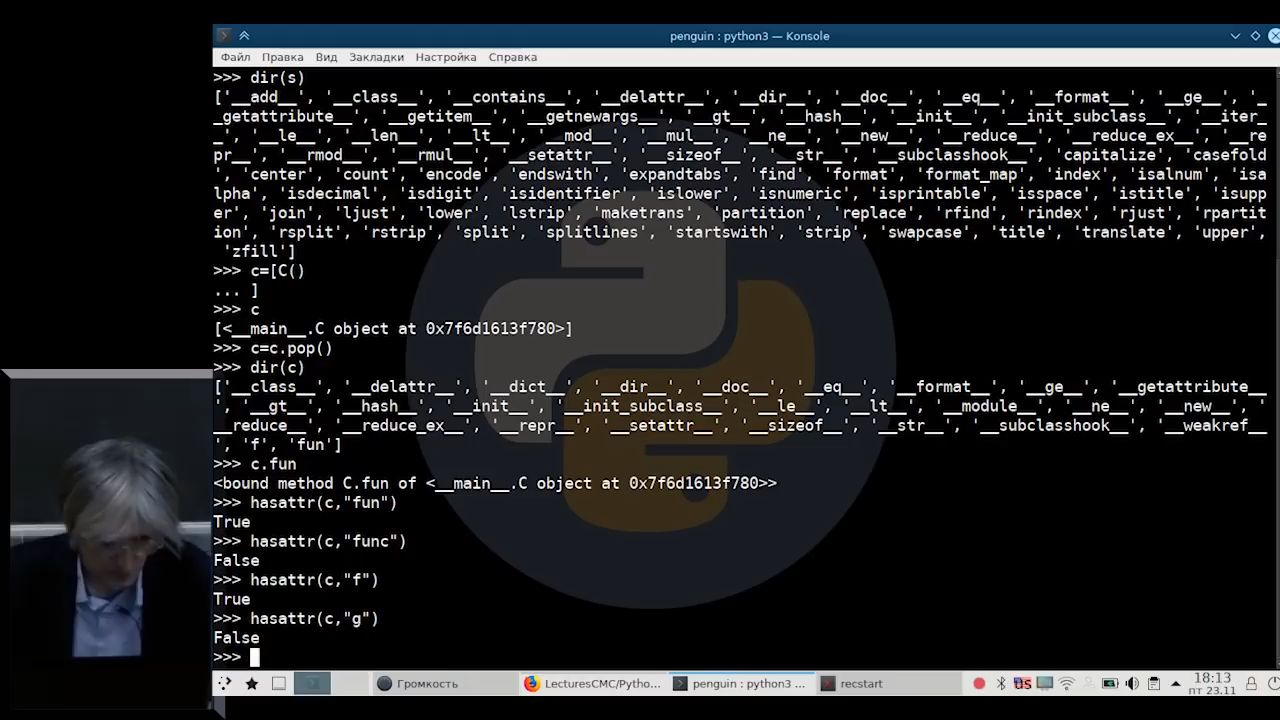 penguin : python3 — Konsole
Файл Правка Вид Закладки Настройка Справка
>>> dir(s)
['__add__', '__class__', '__contains__', '__delattr__', '__dir__', '__doc__', '__eq__', '__format__', '__ge__', '_
_getattribute__', '__getitem__', '__getnewargs__', '__gt__', '__hash__', '__init__', '__init_subclass__', '__iter_
_', '__le__', '__len__', '__lt__', '__mod__', '__mul__', '__ne__', '__new__', '__reduce__', '__reduce_ex__', '__re
pr__', '__rmod__', '__rmul__', '__setattr__', '__sizeof__', '__str__', '__subclasshook__', 'capitalize', 'casefold
', 'center', 'count', 'encode', 'endswith', 'expandtabs', 'find', 'format', 'format_map', 'index', 'isalnum', 'isa
lpha', 'isdecimal', 'isdigit', 'isidentifier', 'islower', 'isnumeric', 'isprintable', 'isspace', 'istitle', 'isupp
er', 'join', 'ljust', 'lower', 'lstrip', 'maketrans', 'partition', 'replace', 'rfind', 'rindex', 'rjust', 'rpartit
ion', 'rsplit', 'rstrip', 'split', 'splitlines', 'startswith', 'strip', 'swapcase', 'title', 'translate', 'upper',
 'zfill']
>>> c=[C()
... ]
>>> c
[<__main__.C object at 0x7f6d1613f780>]
>>> c=c.pop()
>>> dir(c)
['__class__', '__delattr__', '__dict__', '__dir__', '__doc__', '__eq__', '__format__', '__ge__', '__getattribute__
', '__gt__', '__hash__', '__init__', '__init_subclass__', '__le__', '__lt__', '__module__', '__ne__', '__new__', '
__reduce__', '__reduce_ex__', '__repr__', '__setattr__', '__sizeof__', '__str__', '__subclasshook__', '__weakref__
', 'f', 'fun']
>>> c.fun
<bound method C.fun of <__main__.C object at 0x7f6d1613f780>>
>>> hasattr(c,"fun")
True
>>> hasattr(c,"func")
False
>>> hasattr(c,"f")
True
>>> hasattr(c,"g")
False
>>>
Громкость LecturesCMC/Pytho... penguin : python3 ... recstart us 18:13
пт 23.11